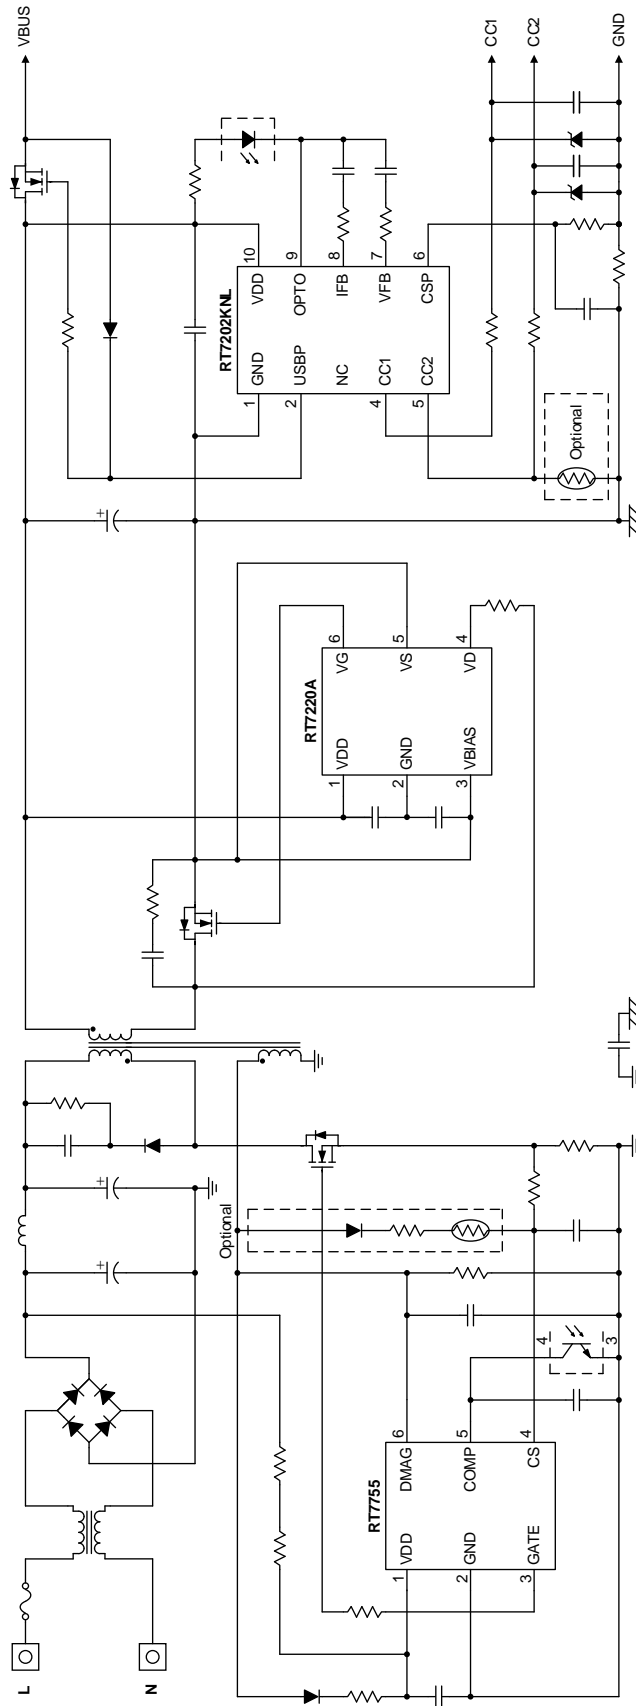 L
N
+
+
Optional
RT7755
1
VDD
2
GND
3
GATE
6
DMAG
5
COMP
4
CS
4
3
RT7220A
1
VDD
2
GND
3
VBIAS
6
VG
5
VS
4
VD
+
RT7202KNL
1
GND
2
USBP
NC
4
CC1
5
CC2
10
VDD
9
OPTO
8
IFB
7
VFB
6
CSP
Optional
VBUS
CC1
CC2
GND